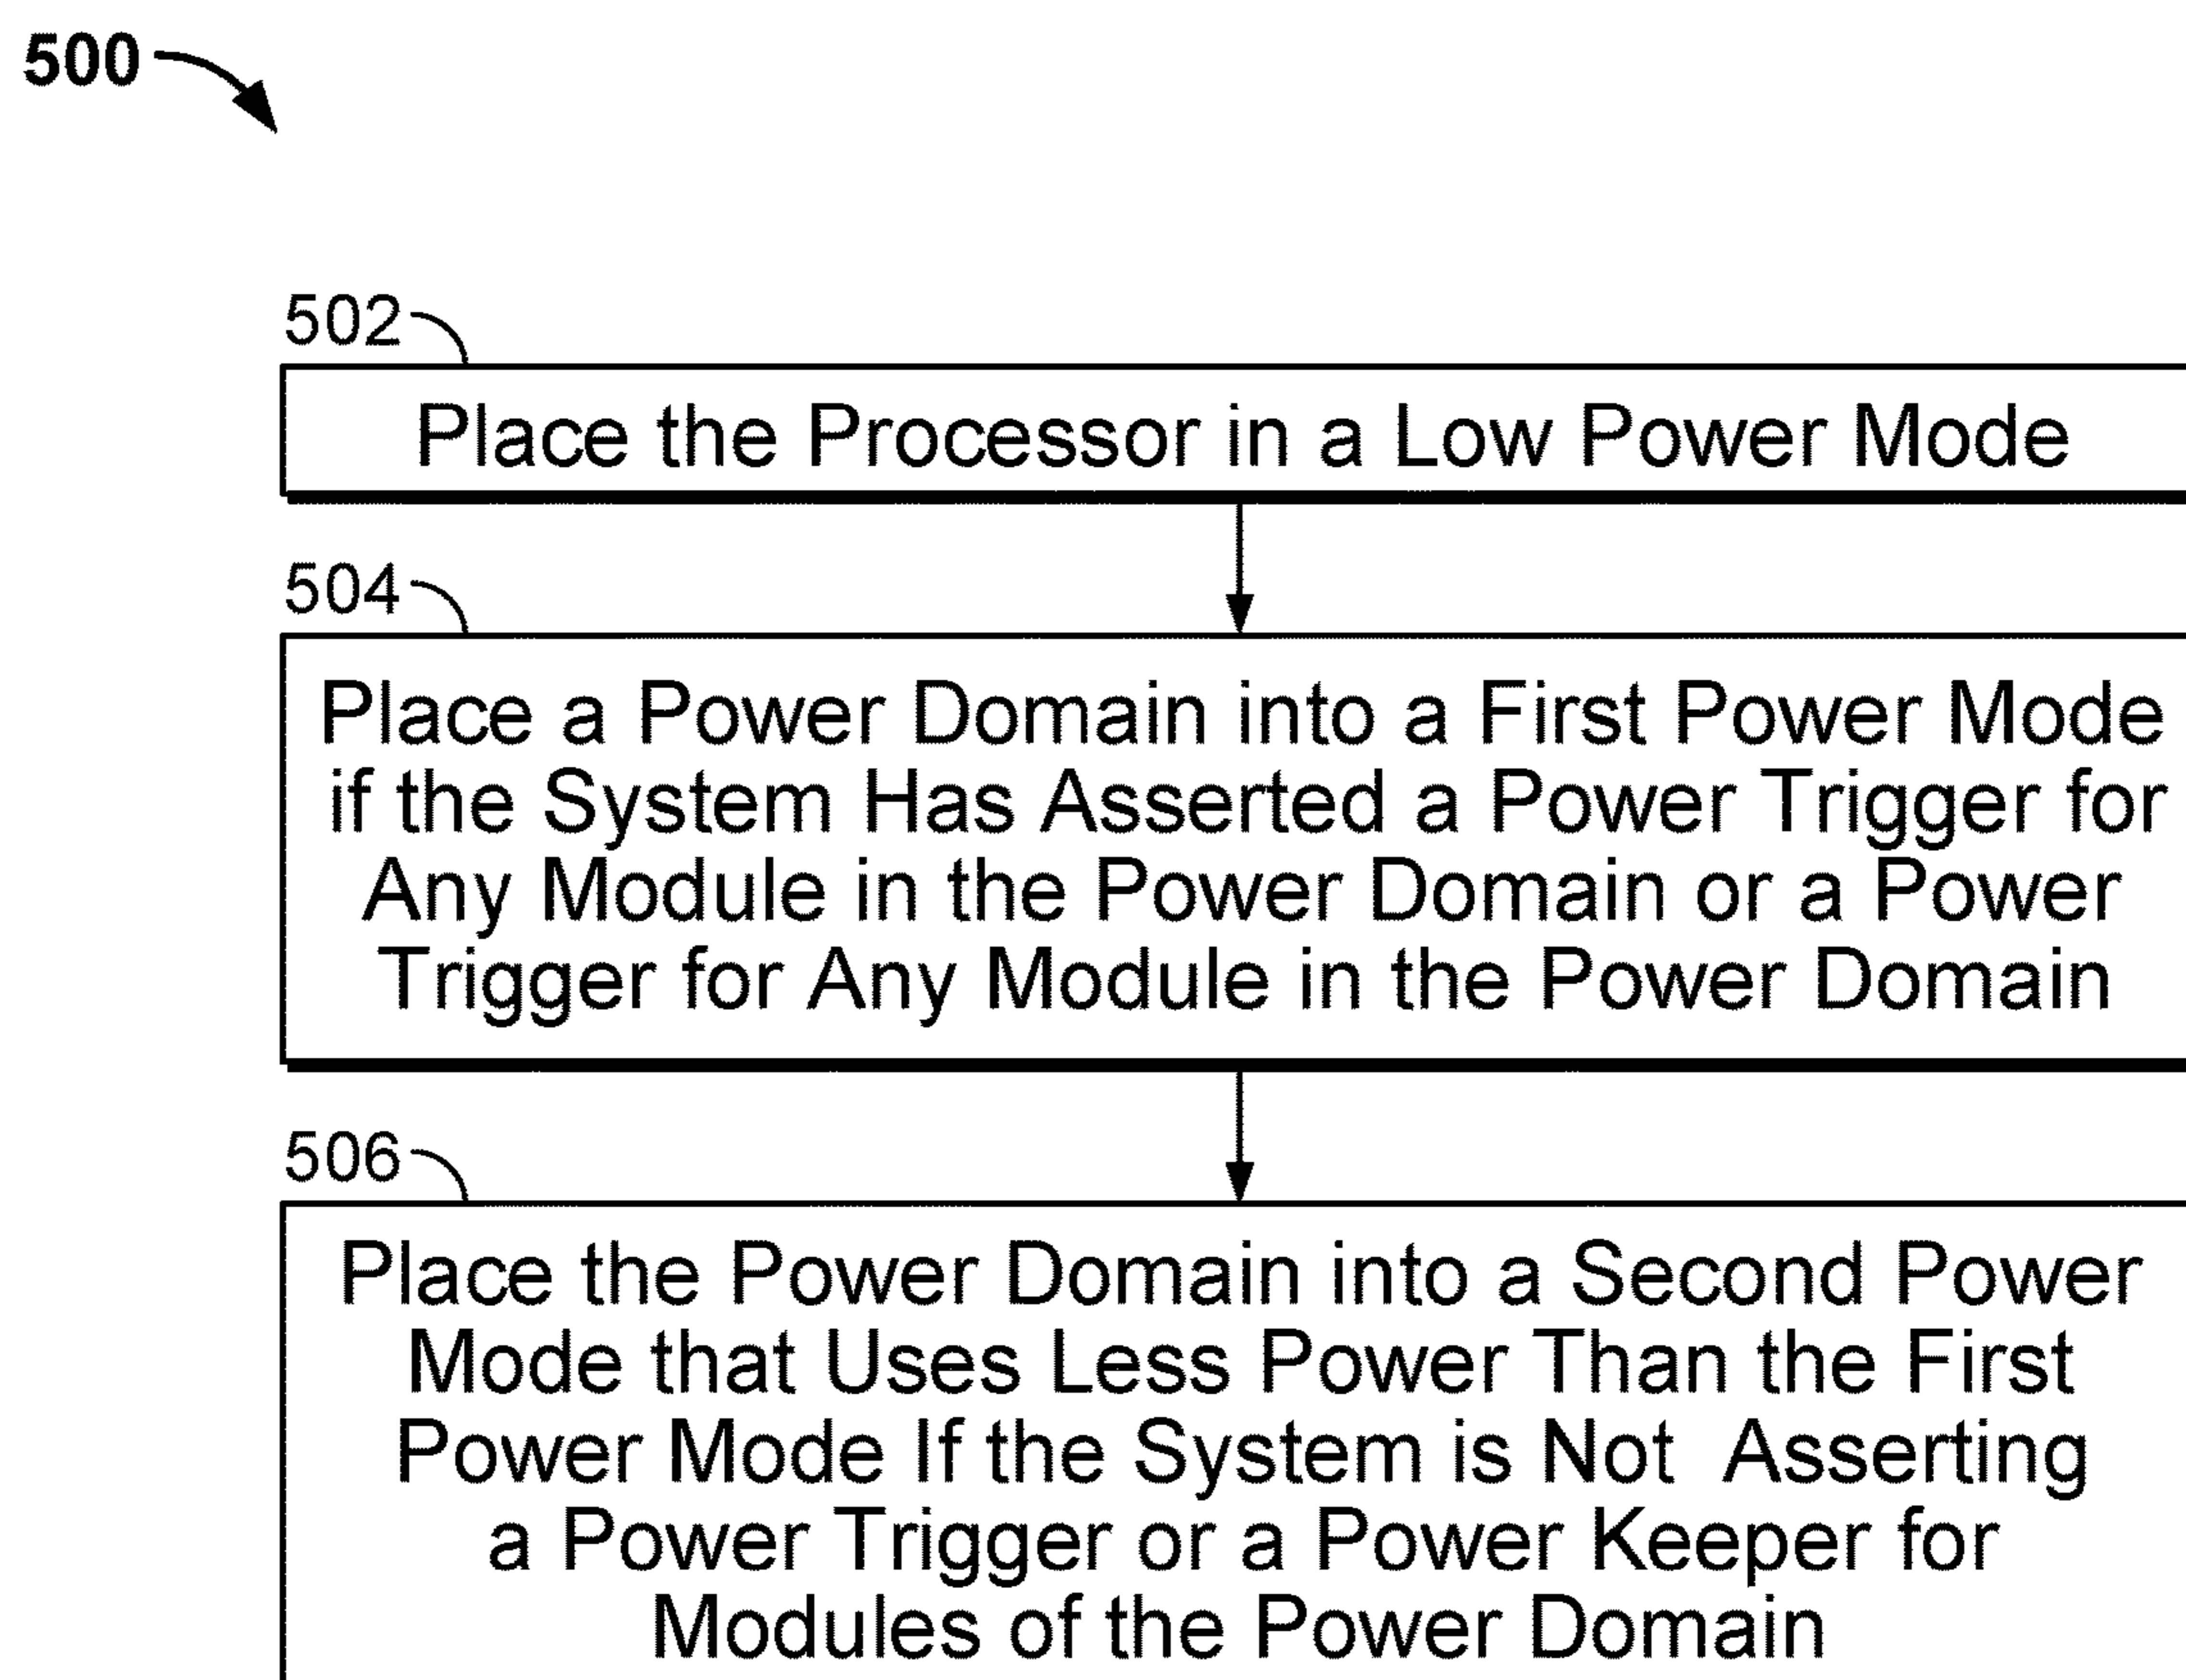 500
502
Place the Processor in a Low Power Mode
504
Place a Power Domain into a First Power Mode
if the System Has Asserted a Power Trigger for
Any Module in the Power Domain or a Power
Trigger for Any Module in the Power Domain
506
Place the Power Domain into a Second Power
Mode that Uses Less Power Than the First
Power Mode If the System is Not Asserting
a Power Trigger or a Power Keeper for
Modules of the Power Domain